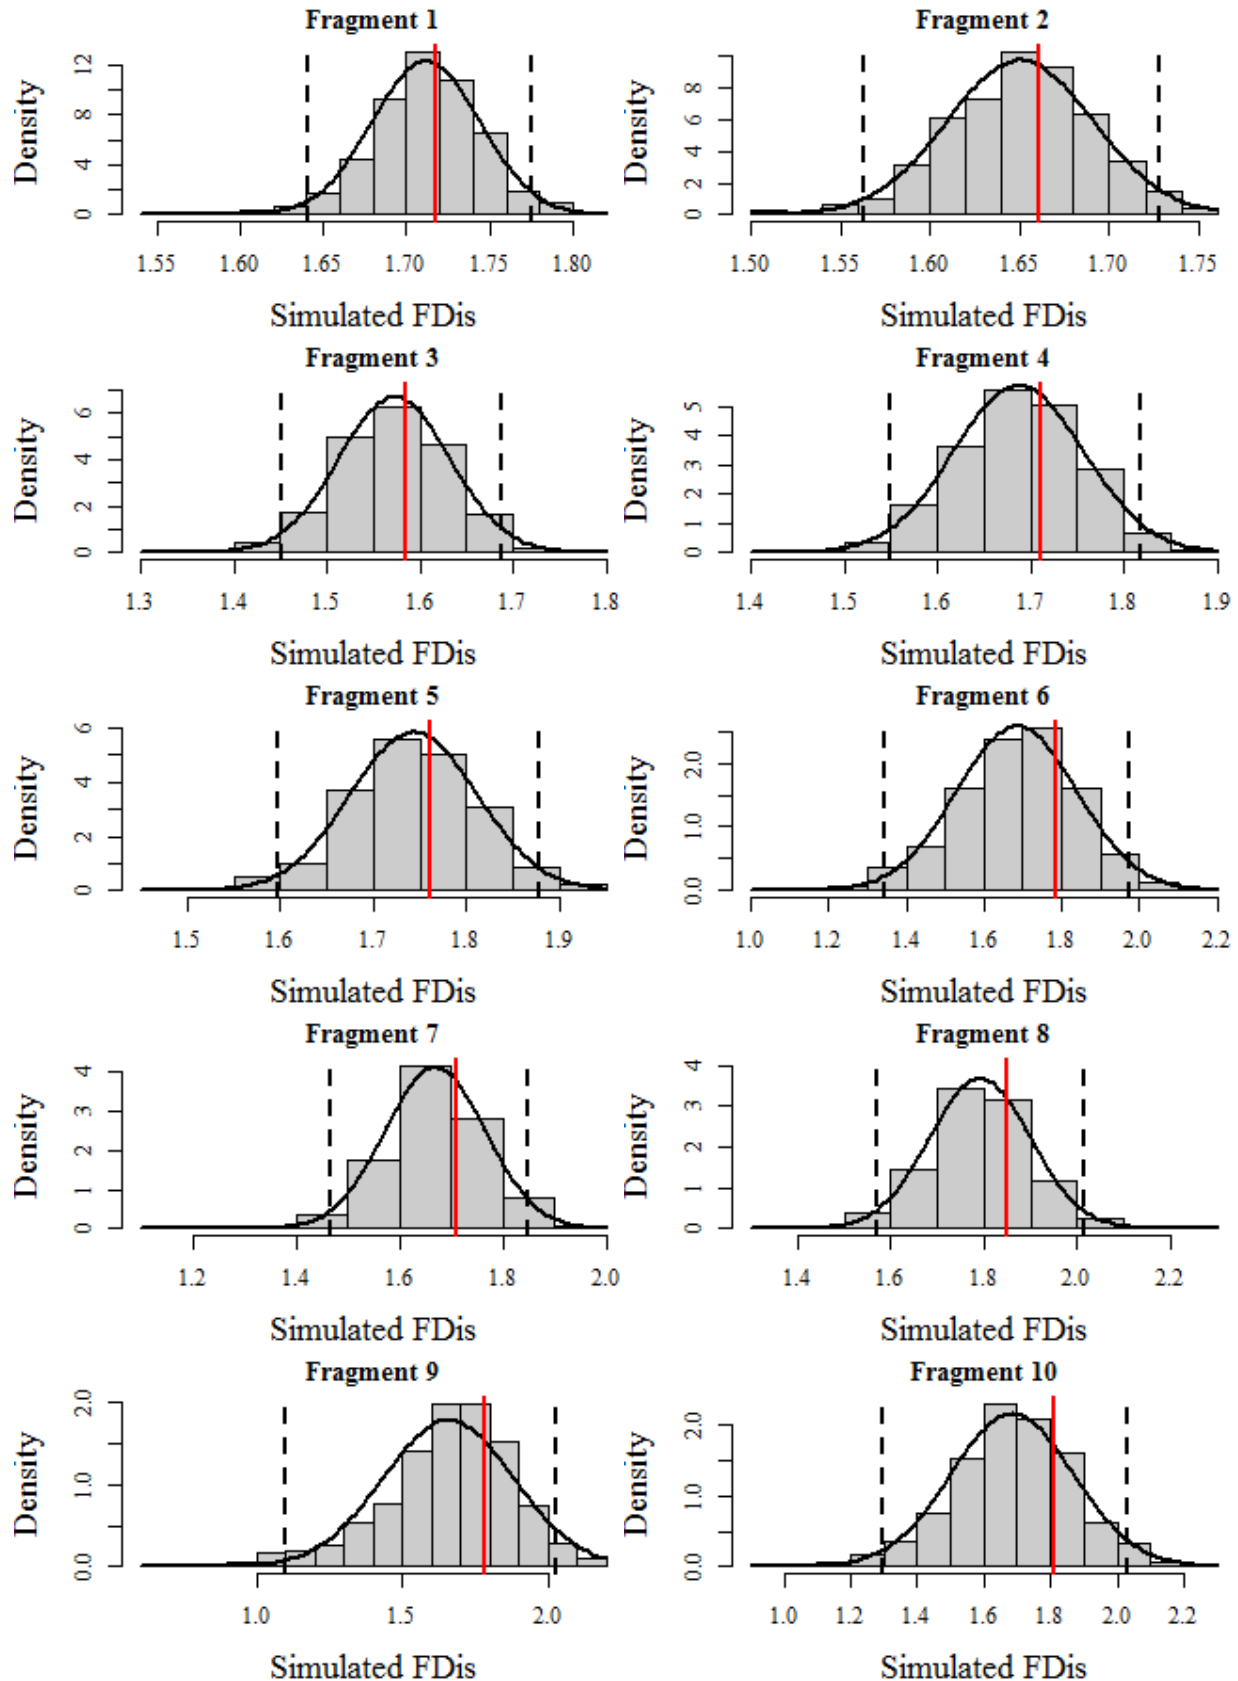 Fragment 1
Density
0 4 8 12
1.55 1.60 1.65 1.70 1.75 1.80
Simulated FDis
Fragment 2
Density
0 2 4 6 8
1.50 1.55 1.60 1.65 1.70 1.75
Simulated FDis
Fragment 3
Density
0 2 4 6
1.3 1.4 1.5 1.6 1.7 1.8
Simulated FDis
Fragment 4
Density
0 1 2 3 4 5
1.4 1.5 1.6 1.7 1.8 1.9
Simulated FDis
Fragment 5
Density
0 2 4 6
1.5 1.6 1.7 1.8 1.9
Simulated FDis
Fragment 6
Density
0.0 1.0 2.0
1.0 1.2 1.4 1.6 1.8 2.0 2.2
Simulated FDis
Fragment 7
Density
0 1 2 3 4
1.2 1.4 1.6 1.8 2.0
Simulated FDis
Fragment 8
Density
0 1 2 3 4
1.4 1.6 1.8 2.0 2.2
Simulated FDis
Fragment 9
Density
0.0 1.0 2.0
1.0 1.5 2.0
Simulated FDis
Fragment 10
Density
0.0 1.0 2.0
1.0 1.2 1.4 1.6 1.8 2.0 2.2
Simulated FDis